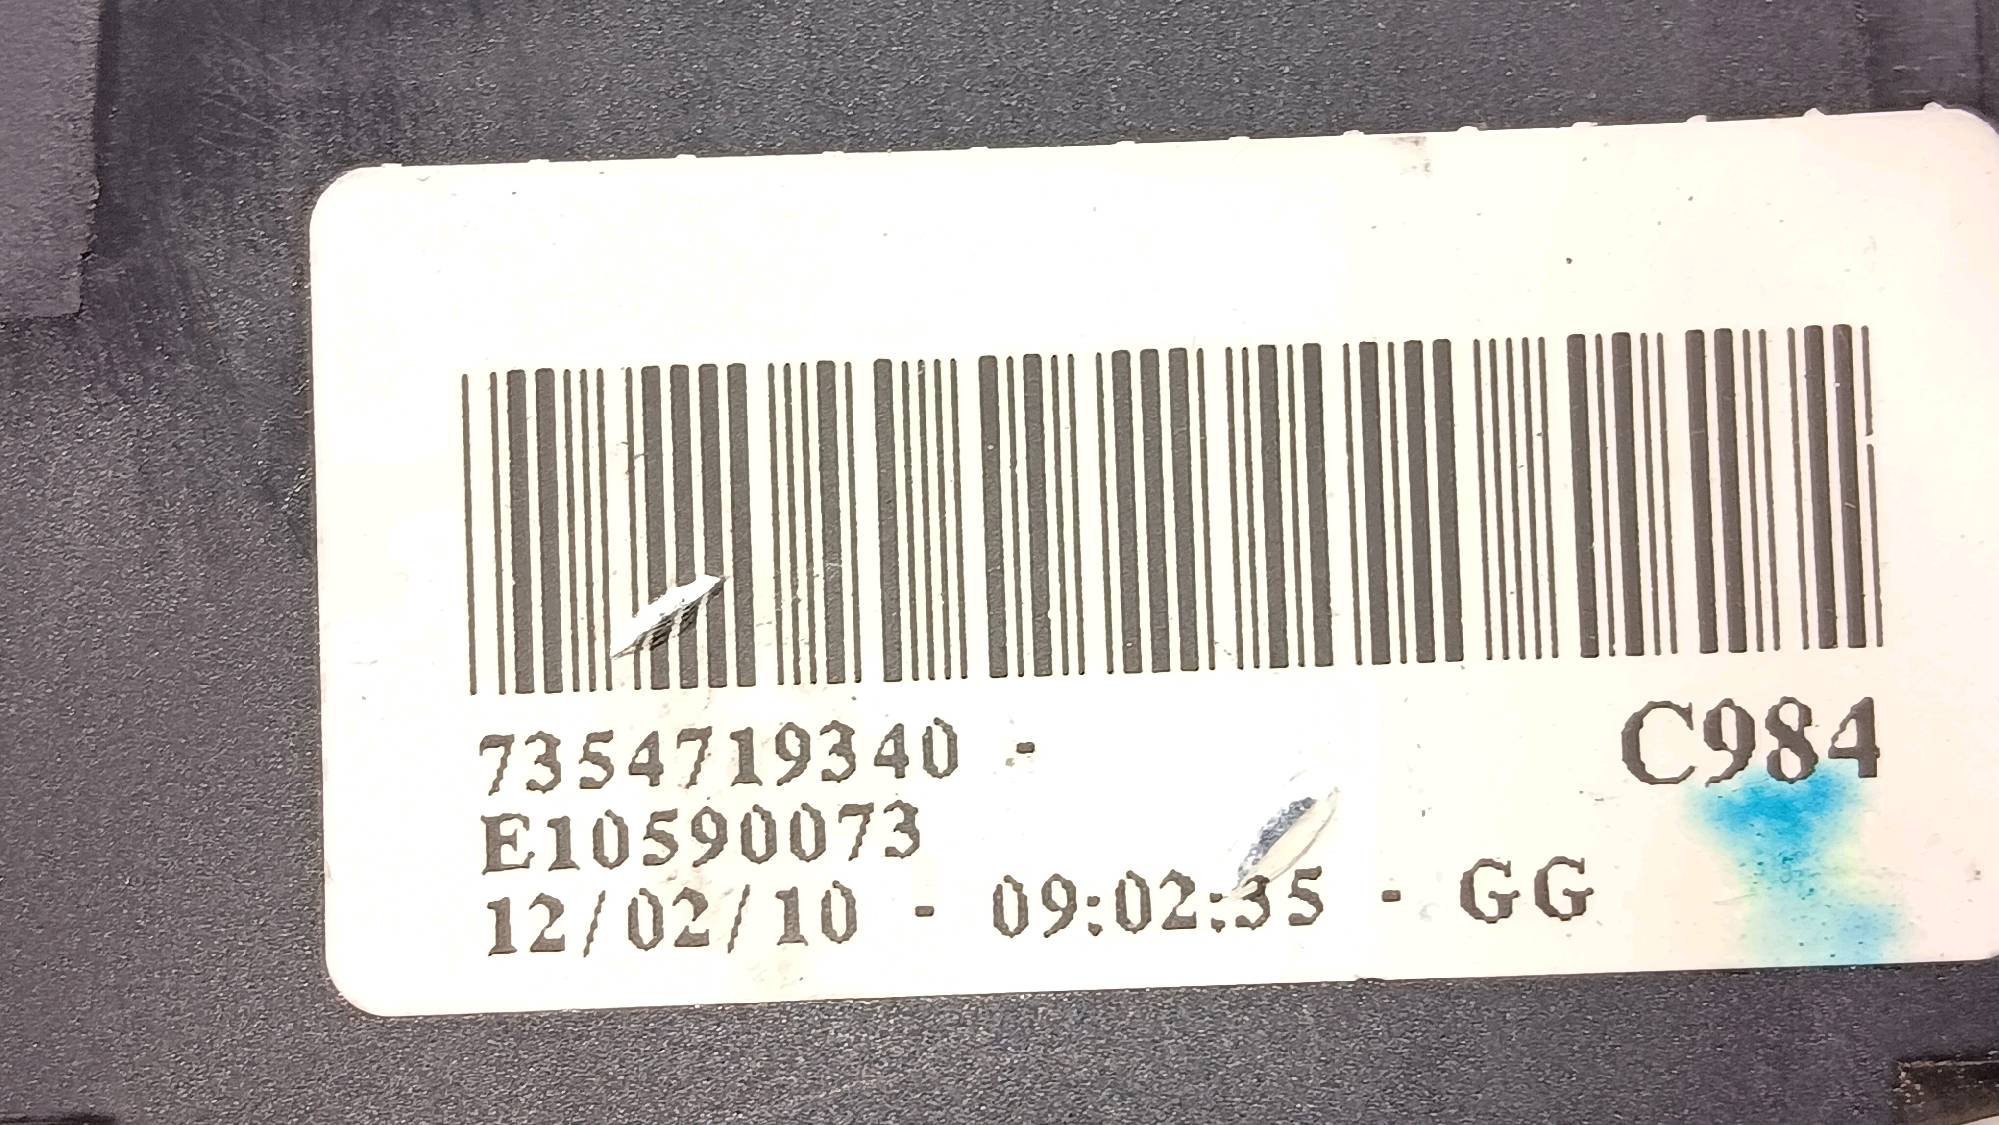 7354719340 - C984
E10590073
12/02/10 - 09:02:35 - GG